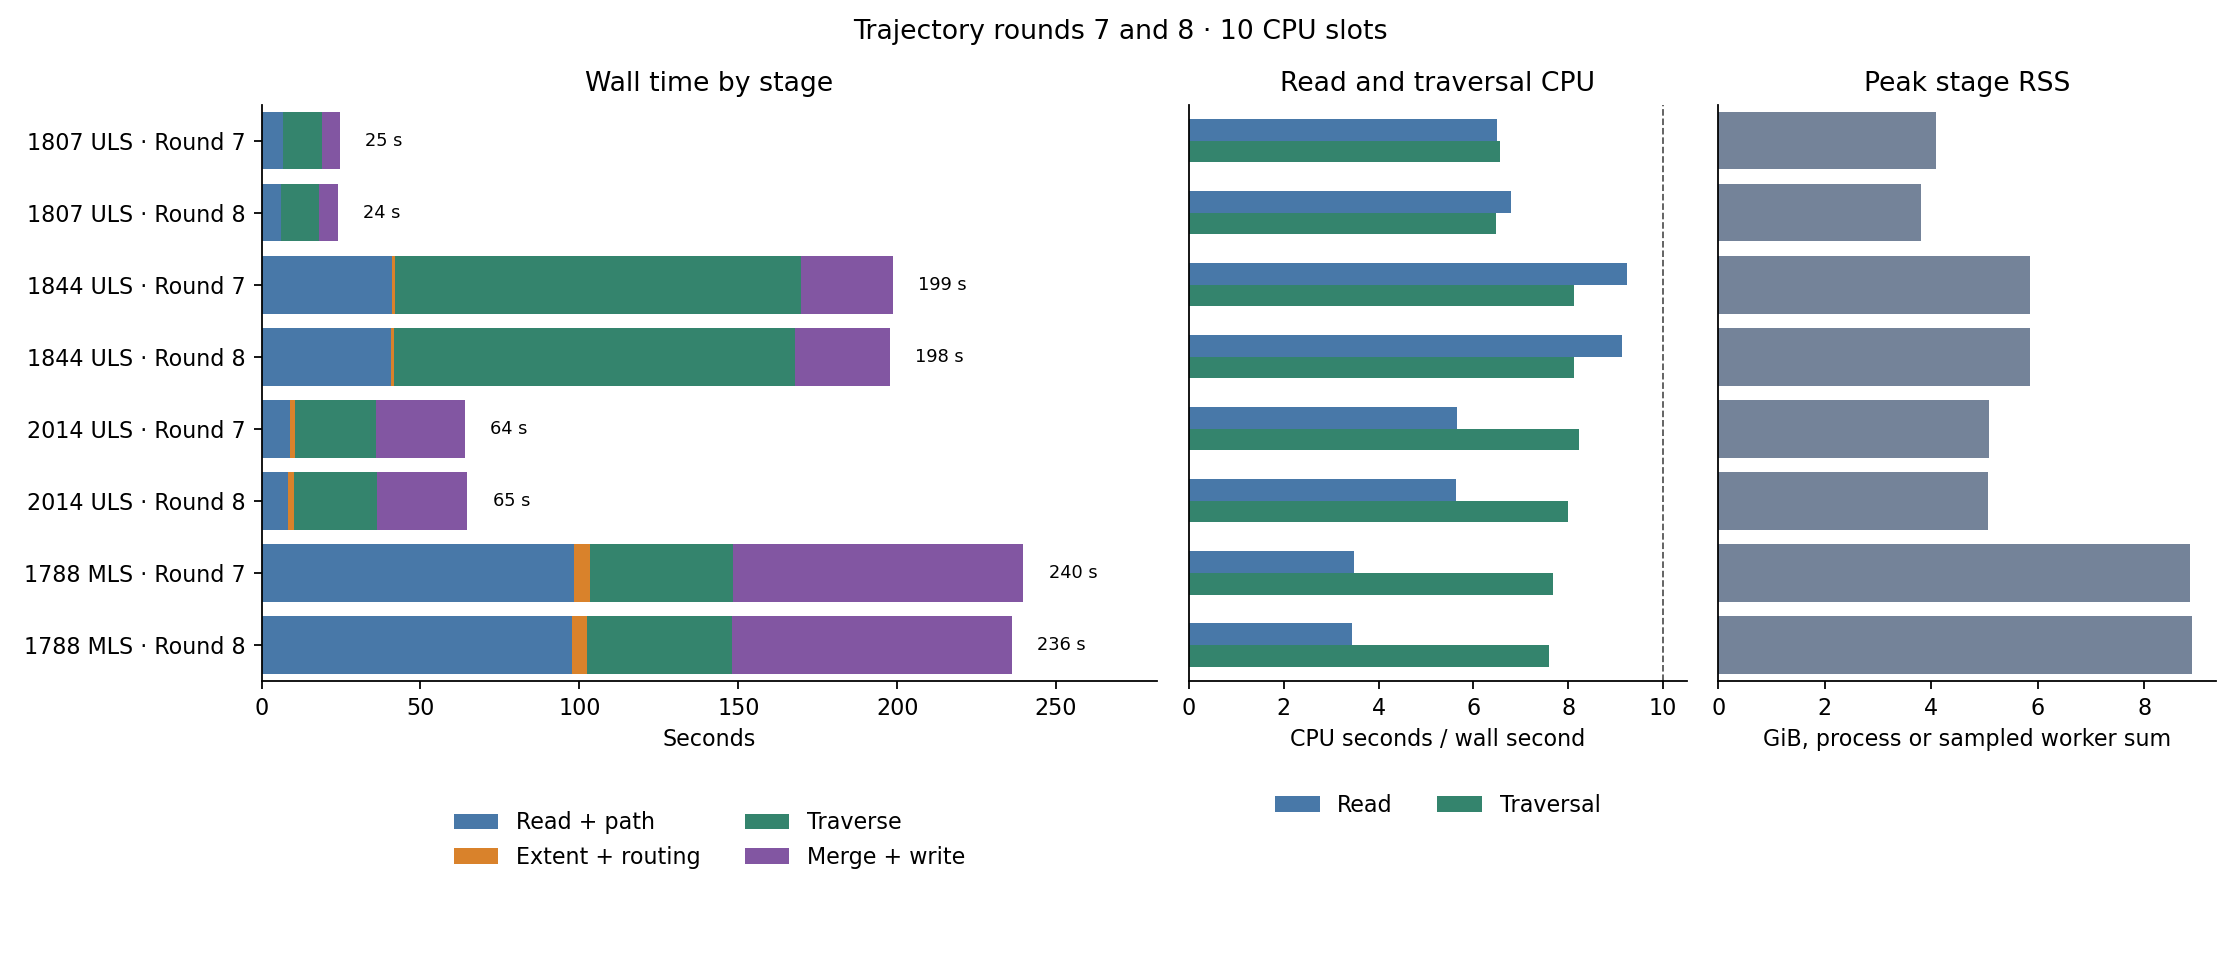 Trajectory rounds 7 and 8 · 10 CPU slots
Wall time by stage
1807 ULS · Round 7
25 s
1807 ULS · Round 8
24 s
1844 ULS · Round 7
199 s
1844 ULS · Round 8
198 s
2014 ULS · Round 7
64 s
2014 ULS · Round 8
65 s
1788 MLS · Round 7
240 s
1788 MLS · Round 8
236 s
0 50 100 150 200 250
Seconds
Read + path
Extent + routing
Traverse
Merge + write
Read and traversal CPU
0 2 4 6 8 10
CPU seconds / wall second
Read
Traversal
Peak stage RSS
0 2 4 6 8
GiB, process or sampled worker sum